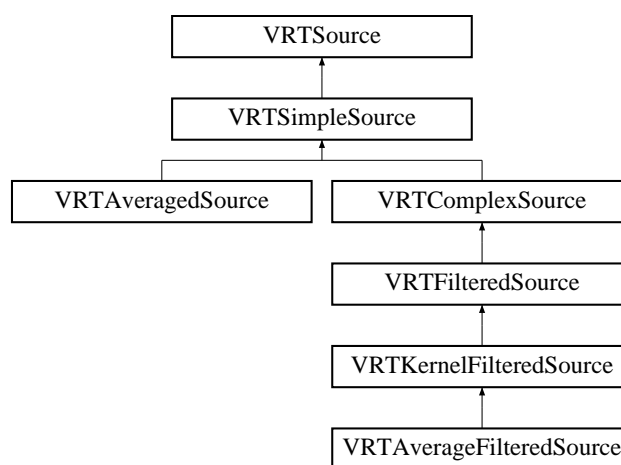 VRTSource
VRTSimpleSource
VRTAveragedSource
VRTComplexSource
VRTFilteredSource
VRTKernelFilteredSource
VRTAverageFilteredSource